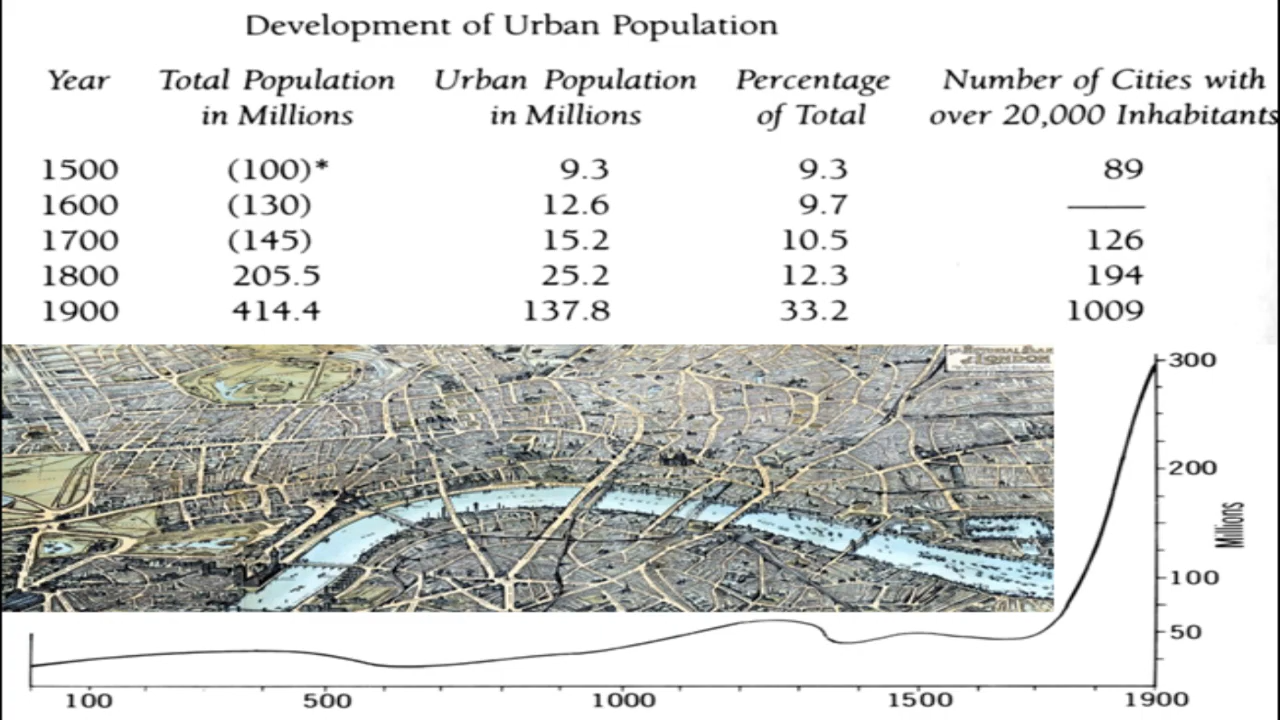 Development of Urban Population
Year Total Population Urban Population Percentage Number of Cities with
in Millions in Millions of Total over 20,000 Inhabitants
1500 (100)* 9.3 9.3 89
1600 (130) 12.6 9.7 —
1700 (145) 15.2 10.5 126
1800 205.5 25.2 12.3 194
1900 414.4 137.8 33.2 1009
LONDON
300
200
Millions
100
50
0
100 500 1000 1500 1900